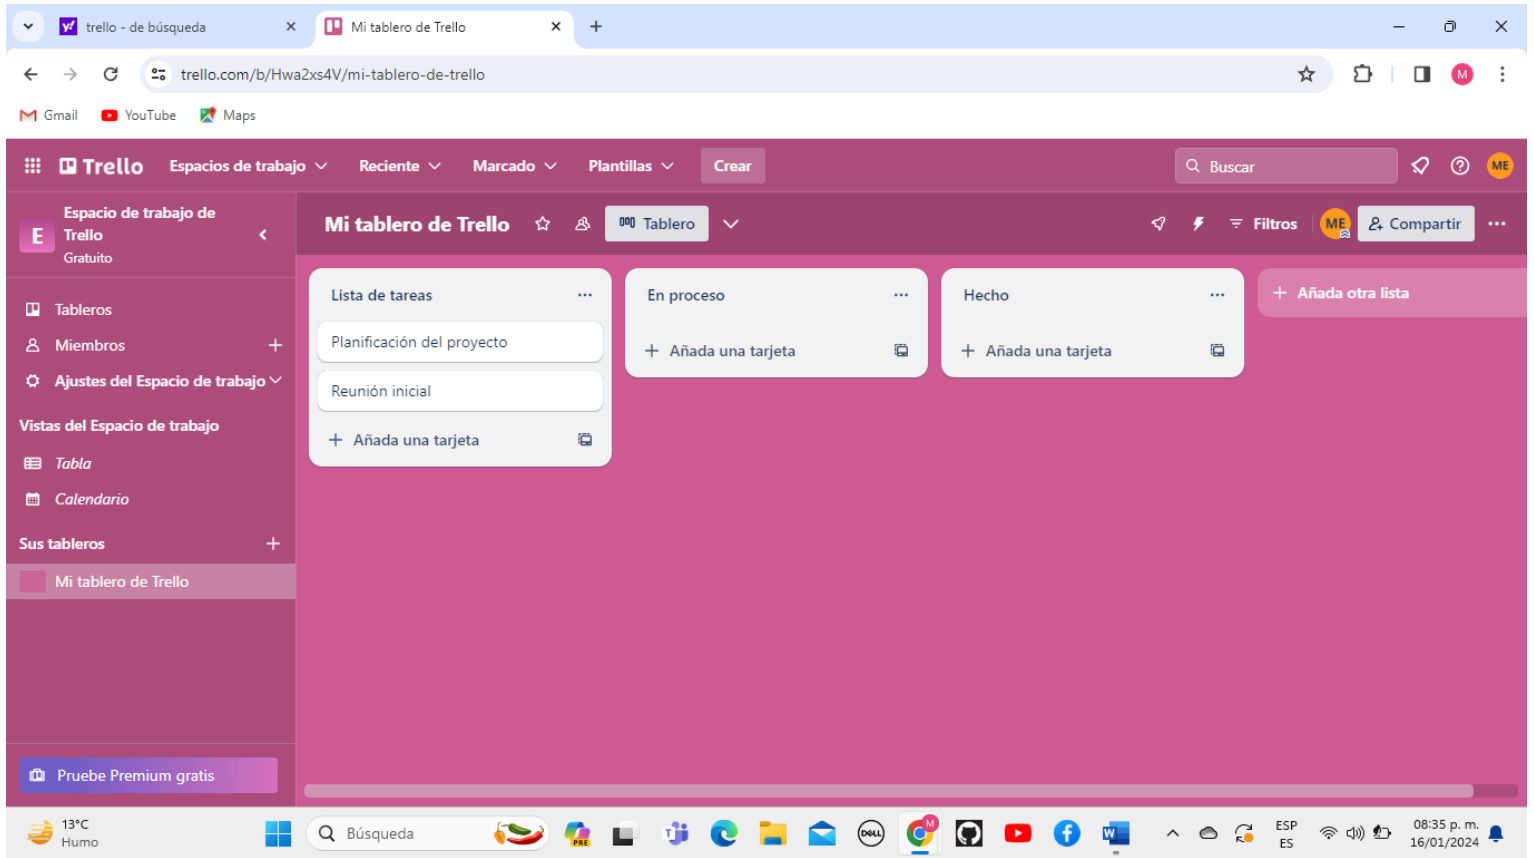 trello - de búsqueda
Mi tablero de Trello
trello.com/b/Hwa2xs4V/mi-tablero-de-trello
M
Gmail YouTube Maps
Trello Espacios de trabajo Reciente Marcado Plantillas Crear Buscar ME
E Espacio de trabajo de
Trello
Gratuito
Mi tablero de Trello Tablero Filtros ME Compartir
Tableros
Miembros
Ajustes del Espacio de trabajo
Vistas del Espacio de trabajo
Tabla
Calendario
Sus tableros
Mi tablero de Trello
Pruebe Premium gratis
Lista de tareas
Planificación del proyecto
Reunión inicial
Añada una tarjeta
En proceso
Añada una tarjeta
Hecho
Añada una tarjeta
Añada otra lista
13°C
Humo
Búsqueda
PRE
DELL
M
ESP
ES
08:35 p. m.
16/01/2024